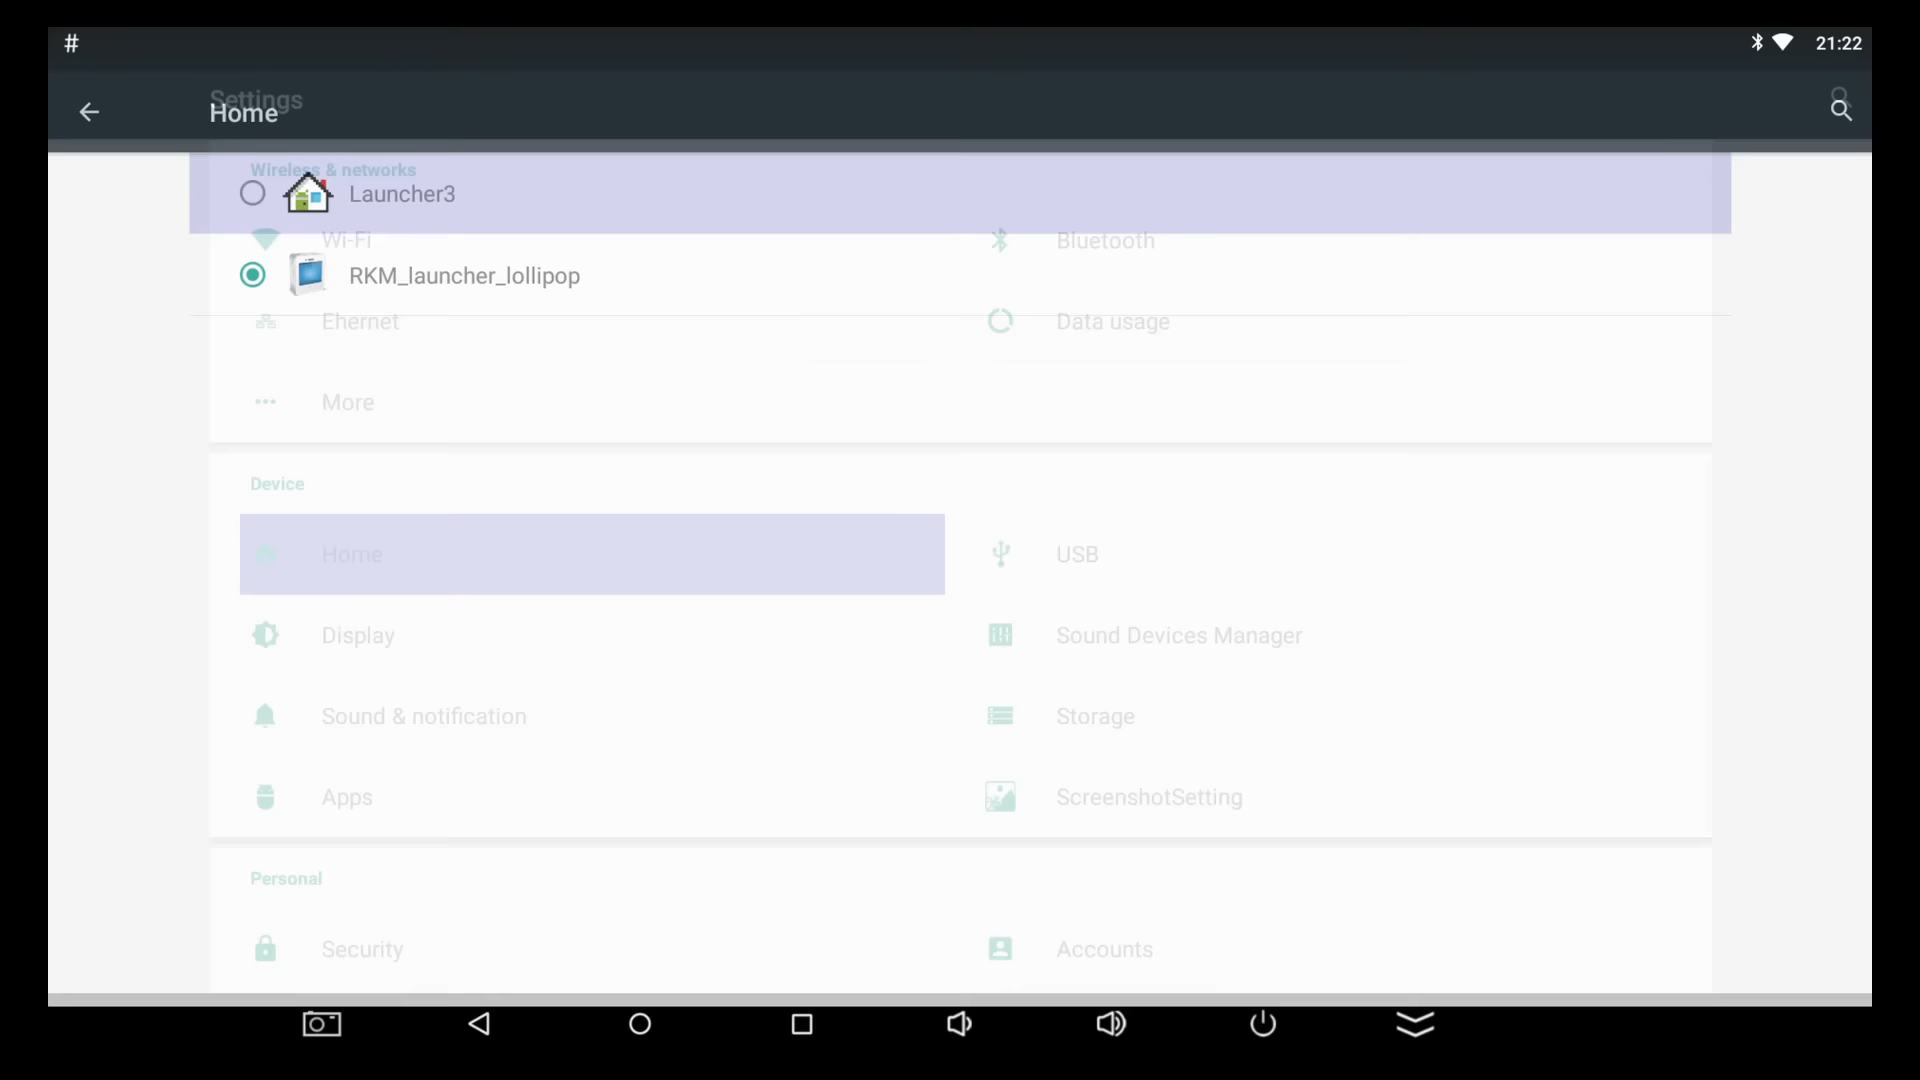 #
21:22
Settings
Home
Wireless & networks
Launcher3
Wi-Fi
Bluetooth
RKM_launcher_lollipop
Ehernet
Data usage
More
Device
Home
USB
Display
Sound Devices Manager
Sound & notification
Storage
Apps
ScreenshotSetting
Personal
Security
Accounts